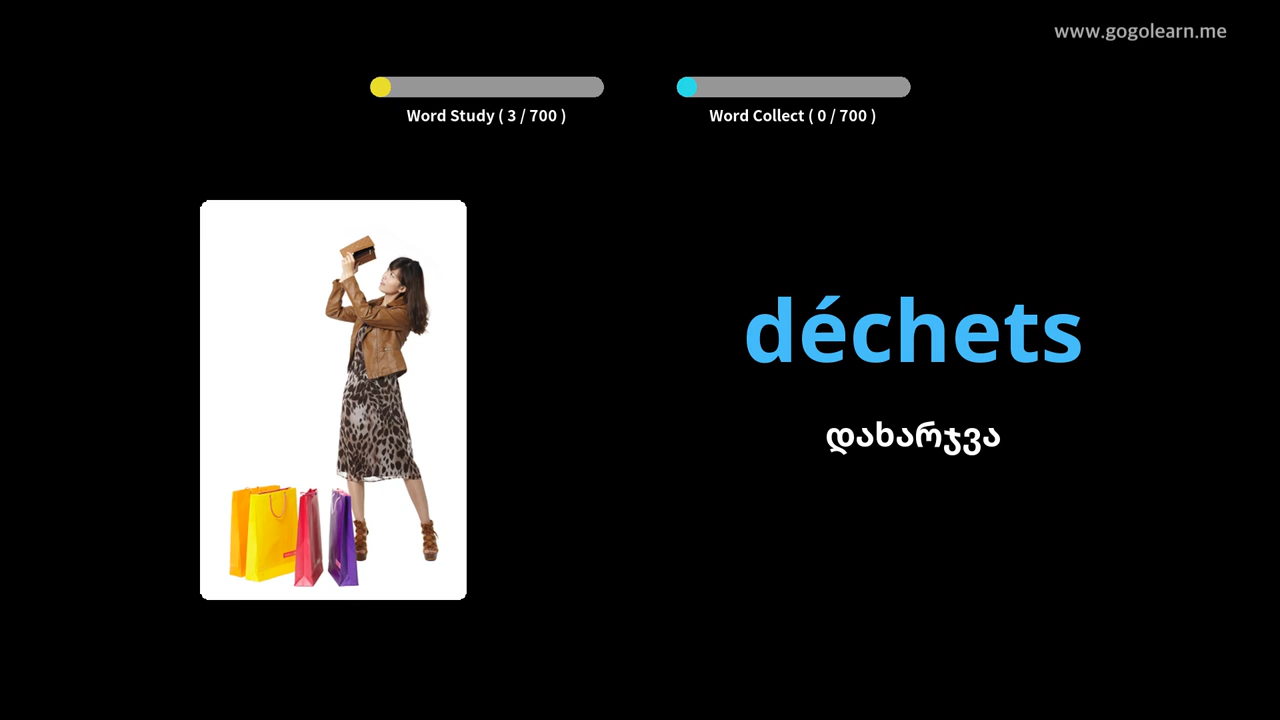 www.gogolearn.me
Word Study ( 3 / 700 )
Word Collect ( 0 / 700 )
déchets
დახარჯვა